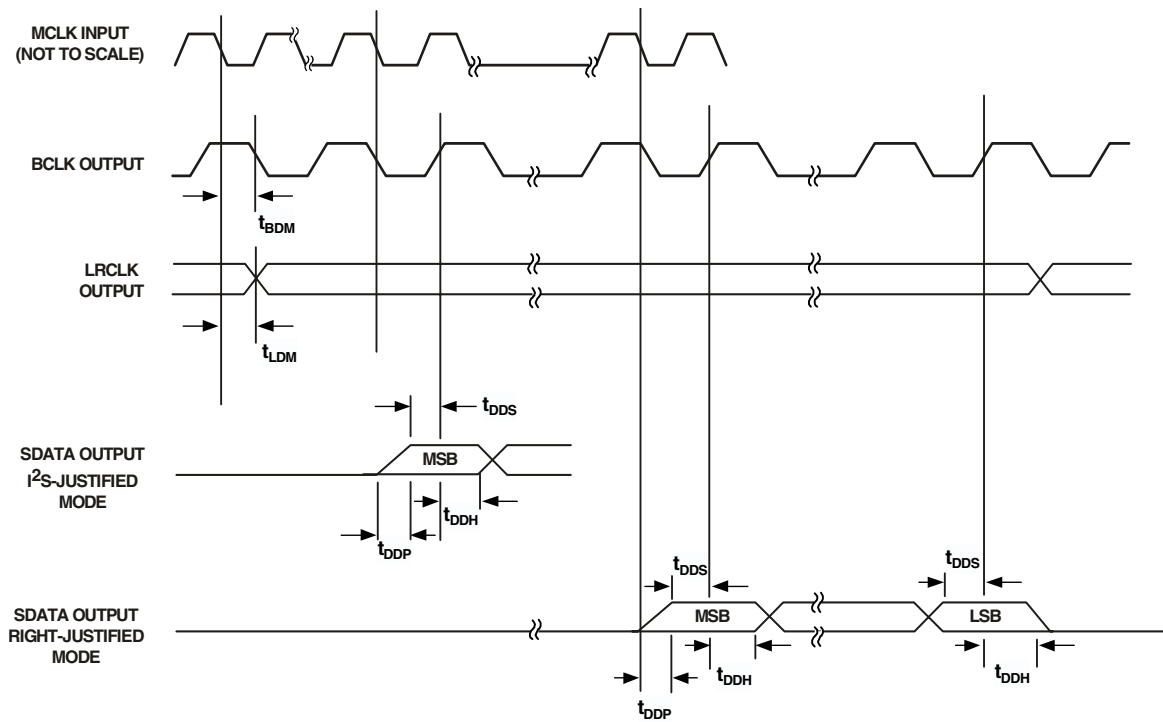 MCLK INPUT
(NOT TO SCALE)
BCLK OUTPUT
tBDM
LRCLK
OUTPUT
tLDM
tDDS
SDATA OUTPUT
I2S-JUSTIFIED
MODE
MSB
tDDH
tDDP
tDDS
tDDS
SDATA OUTPUT
RIGHT-JUSTIFIED
MODE
MSB
LSB
tDDH
tDDH
tDDP